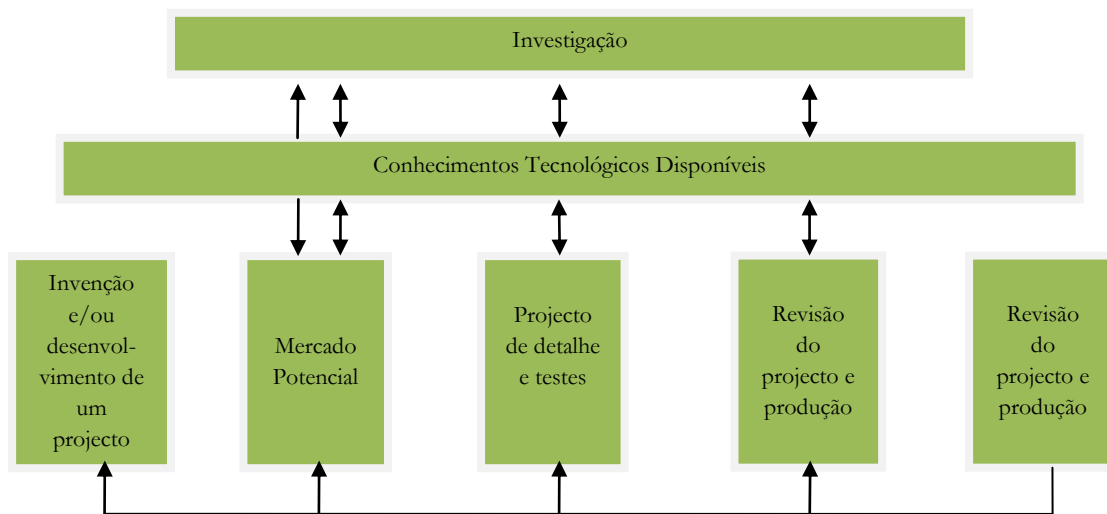 Investigação
Conhecimentos Tecnológicos Disponíveis
Invenção
e/ou
desenvol-
vimento de
um
projecto
Mercado
Potencial
Projecto
de detalhe
e testes
Revisão
do
projecto e
produção
Revisão
do
projecto e
produção